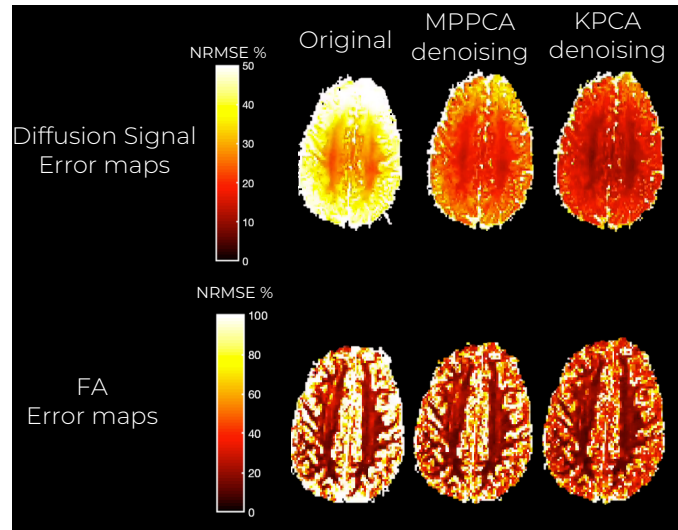 Original
MPPCA
denoising
KPCA
denoising
NRMSE %
50
40
30
20
10
0
Diffusion Signal
Error maps
NRMSE %
100
80
60
40
20
0
FA
Error maps